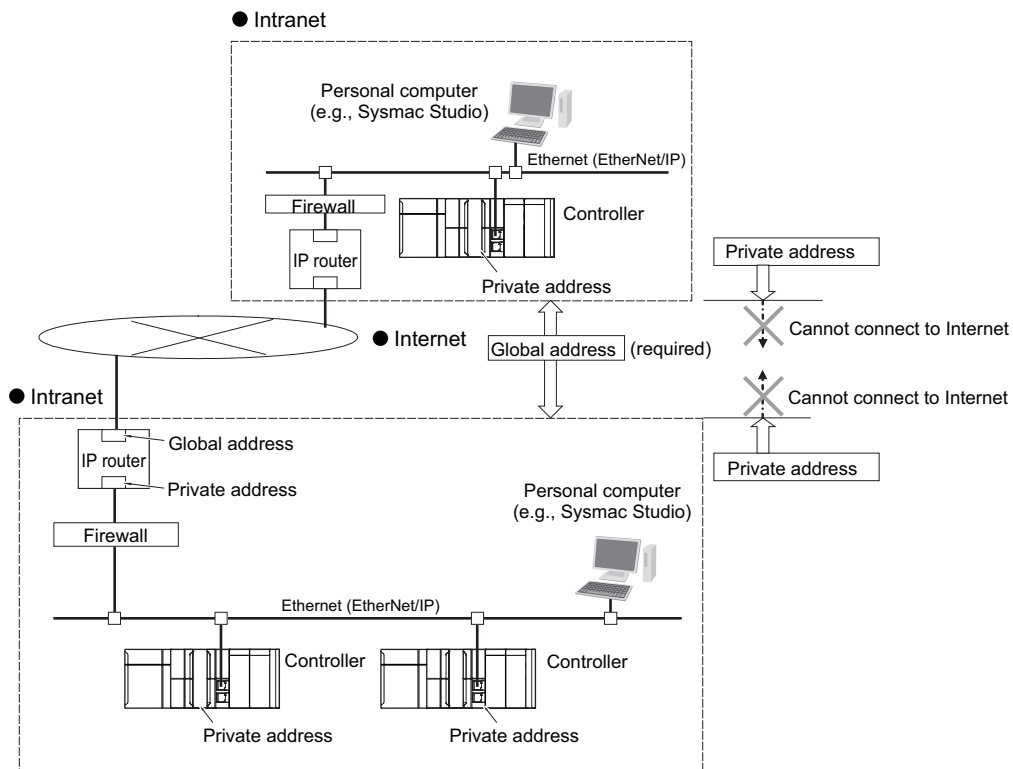 ● Intranet
Personal computer
(e.g., Sysmac Studio)
Ethernet (EtherNet/IP)
Firewall
Controller
IP router
Private address
Private address
Cannot connect to Internet
● Internet
Global address (required)
● Intranet
Cannot connect to Internet
Global address
IP router
Private address
Private address
Personal computer
(e.g., Sysmac Studio)
Firewall
Ethernet (EtherNet/IP)
Controller
Controller
Private address
Private address